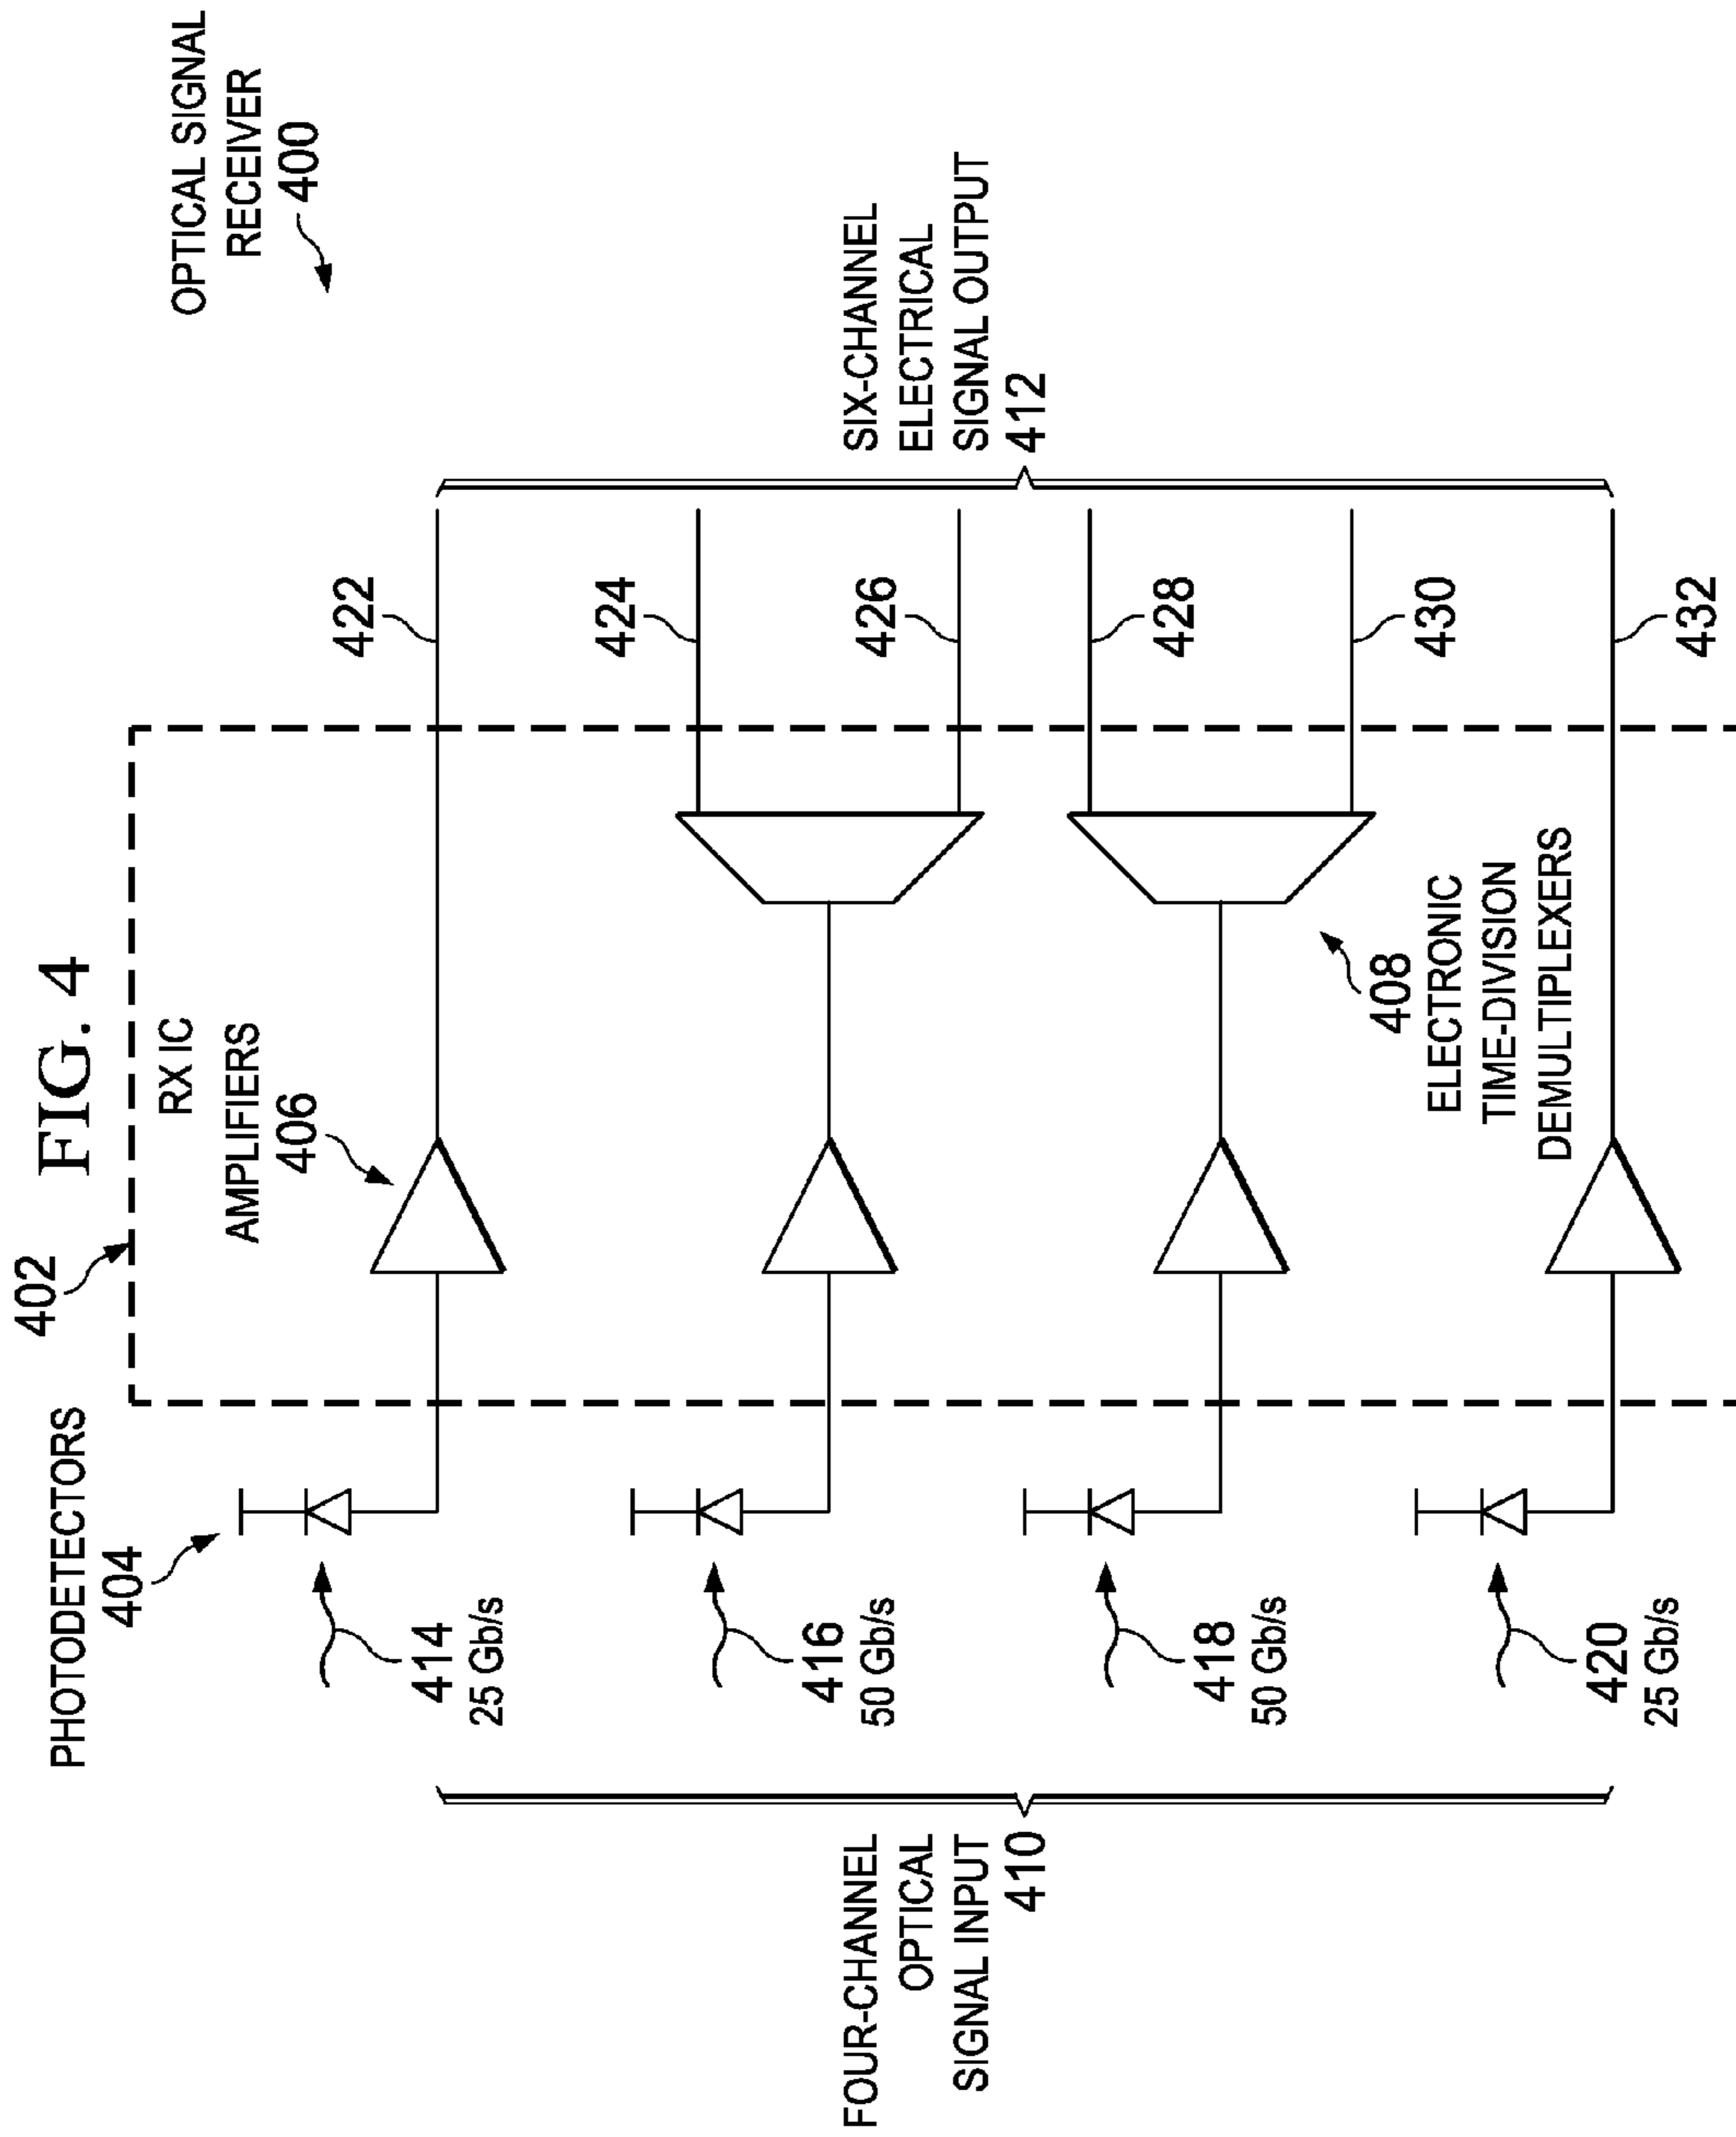 FIG. 4
OPTICAL SIGNAL
RECEIVER
400
402
RX IC
PHOTODETECTORS
404
AMPLIFIERS
406
414
25 Gb/s
416
50 Gb/s
418
50 Gb/s
420
25 Gb/s
FOUR-CHANNEL
OPTICAL
SIGNAL INPUT
410
422
424
426
428
430
432
SIX-CHANNEL
ELECTRICAL
SIGNAL OUTPUT
412
408
ELECTRONIC
TIME-DIVISION
DEMULTIPLEXERS